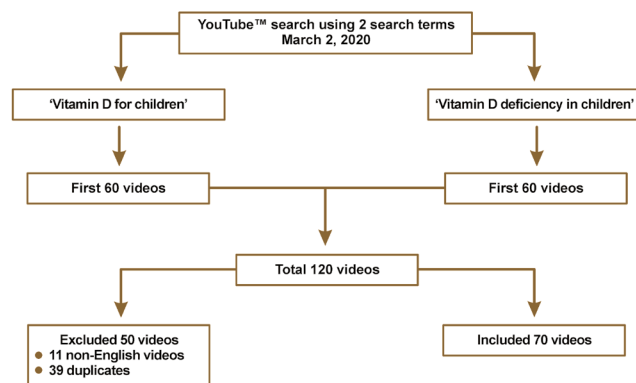 YouTube™ search using 2 search terms
March 2, 2020
‘Vitamin D for children’
‘Vitamin D deficiency in children’
First 60 videos
First 60 videos
Total 120 videos
Excluded 50 videos
● 11 non-English videos
● 39 duplicates
Included 70 videos